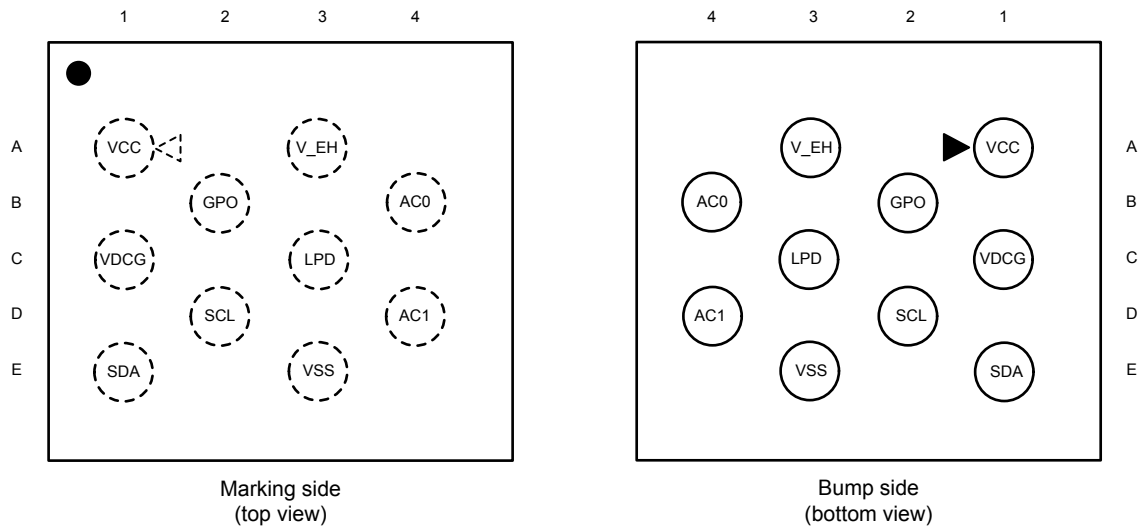 1 2 3 4
4 3 2 1
A VCC V_EH
V_EH VCC A
B GPO AC0
AC0 GPO B
C VDCG LPD
LPD VDCG C
D SCL AC1
AC1 SCL D
E SDA VSS
VSS SDA E
Marking side
(top view)
Bump side
(bottom view)